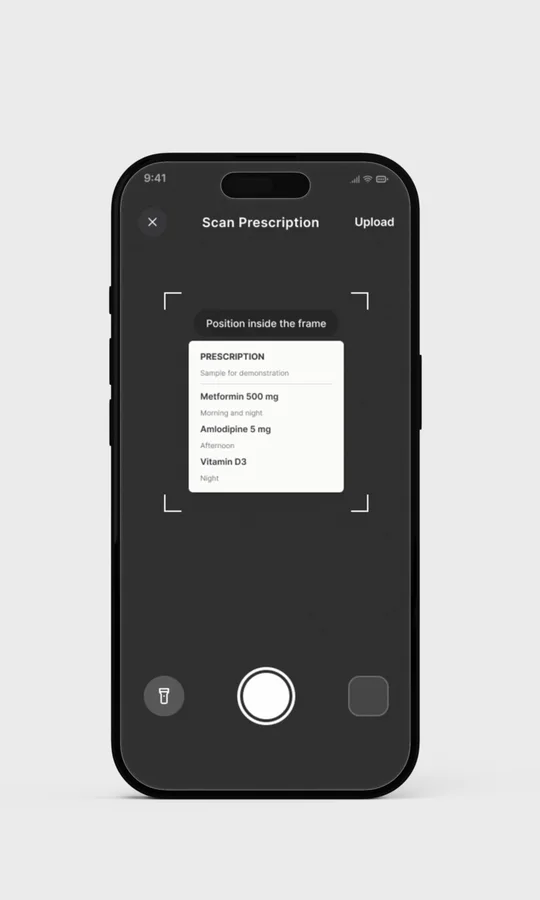 9:41
Scan Prescription
Upload
Position inside the frame
PRESCRIPTION
Sample for demonstration
Metformin 500 mg
Morning and night
Amlodipine 5 mg
Afternoon
Vitamin D3
Night